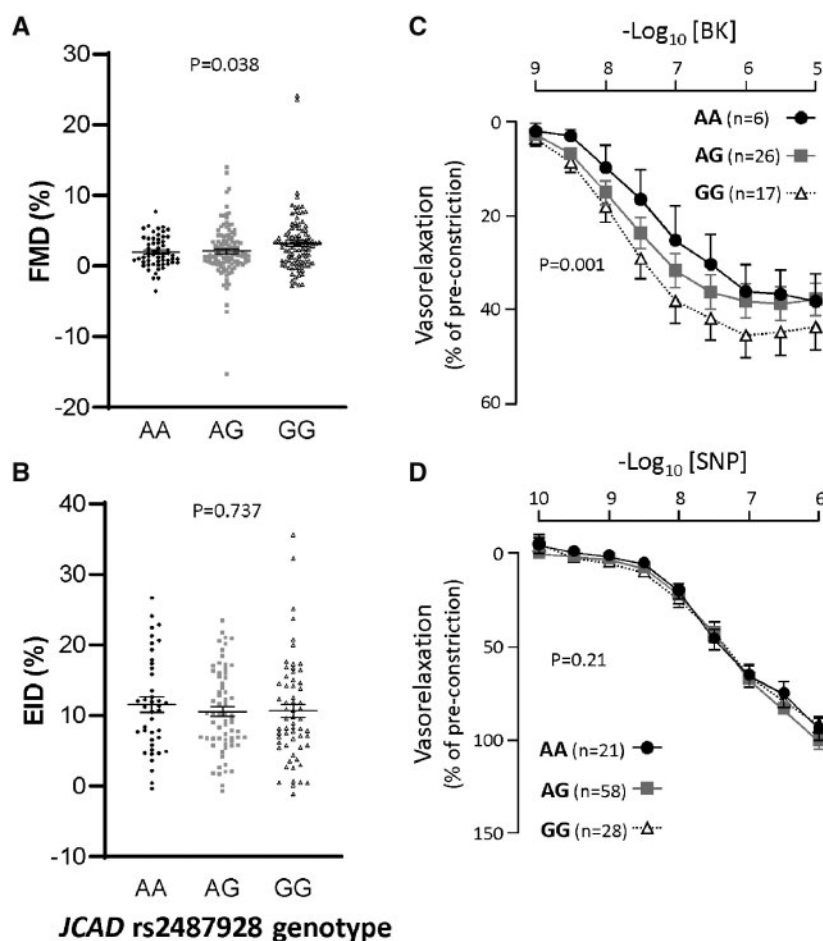 A
P=0.038
30
20
10
0
-10
-20
FMD (%)
AA AG GG
B
P=0.737
40
30
20
10
0
-10
EID (%)
AA AG GG
JCAD rs2487928 genotype
C
-Log10 [BK]
9 8 7 6 5
0
20
40
60
Vasorelaxation
(% of pre-constriction)
AA (n=6)
AG (n=26)
GG (n=17)
P=0.001
D
-Log10 [SNP]
10 9 8 7 6
0
50
100
150
Vasorelaxation
(% of pre-constriction)
P=0.21
AA (n=21)
AG (n=58)
GG (n=28)